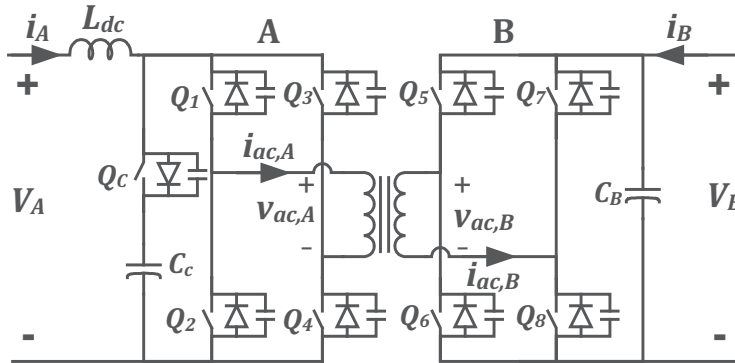 i_A L_dc A B i_B
+ Q_1 Q_3 Q_5 Q_7 +
i_ac,A
Q_C + +
V_A v_ac,A v_ac,B C_B V_B
- -
C_c i_ac,B
- Q_2 Q_4 Q_6 Q_8 -